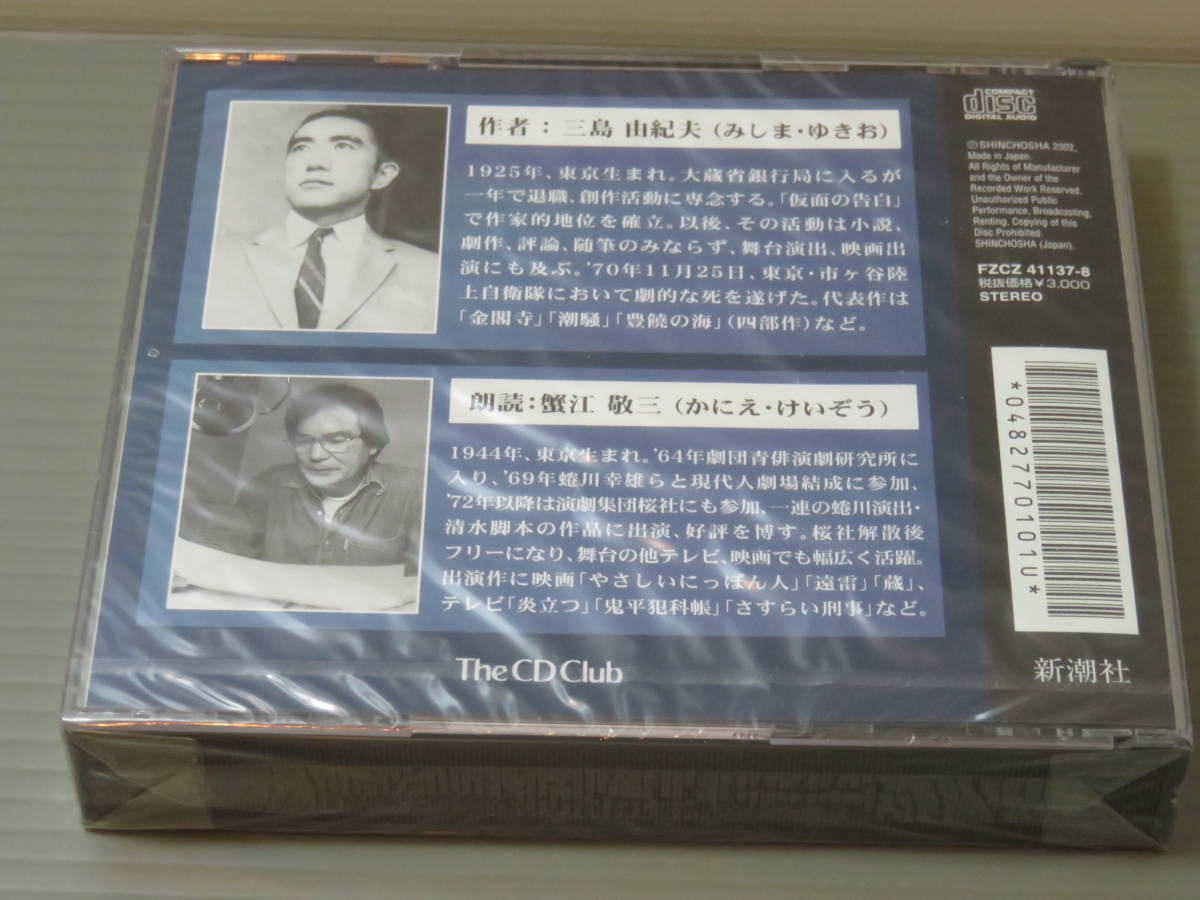 作者：三島 由紀夫（みしま・ゆきお）
1925年、東京生まれ。大蔵省銀行局に入るが
一年で退職、創作活動に専念する。「仮面の告白」
で作家的地位を確立。以後、その活動は小説、
劇作、評論、随筆のみならず、舞台演出、映画出
演にも及ぶ。'70年11月25日、東京・市ヶ谷陸
上自衛隊において劇的な死を遂げた。代表作は
「金閣寺」「潮騒」「豊饒の海」（四部作）など。
朗読：蟹江 敬三（かにえ・けいぞう）
1944年、東京生まれ。'64年劇団青俳演劇研究所に
入り、'69年蜷川幸雄らと現代人劇場結成に参加、
'72年以降は演劇集団桜社にも参加、一連の蜷川演出・
清水脚本の作品に出演、好評を博す。桜社解散後
フリーになり、舞台の他テレビ、映画でも幅広く活躍。
出演作に映画「やさしいにっぽん人」「遠雷」「蔵」、
テレビ「炎立つ」「鬼平犯科帳」「さすらい刑事」など。
The CD Club
COMPACT
disc
DIGITAL AUDIO
ⓅSHINCHOSHA 2002,
Made in Japan.
All Rights of Manufacturer
and the Owner of the
Recorded Work Reserved.
Unauthorized Public
Performance, Broadcasting,
Renting, Copying of this
Disc Prohibited.
SHINCHOSHA (Japan).
FZCZ 41137-8
税抜価格¥3,000
STEREO
*0482770101U*
新潮社